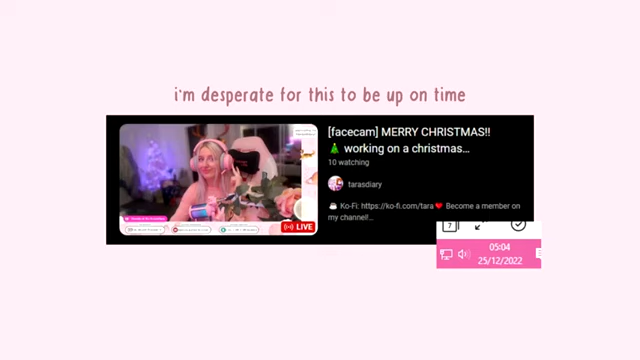 i'm desperate for this to be up on time
[facecam] MERRY CHRISTMAS!!
🎄 working on a christmas...
10 watching
tarasdiary
☕ Ko-Fi: https://ko-fi.com/tara ❤️ Become a member on
my channel!...
LIVE
7
05:04
25/12/2022